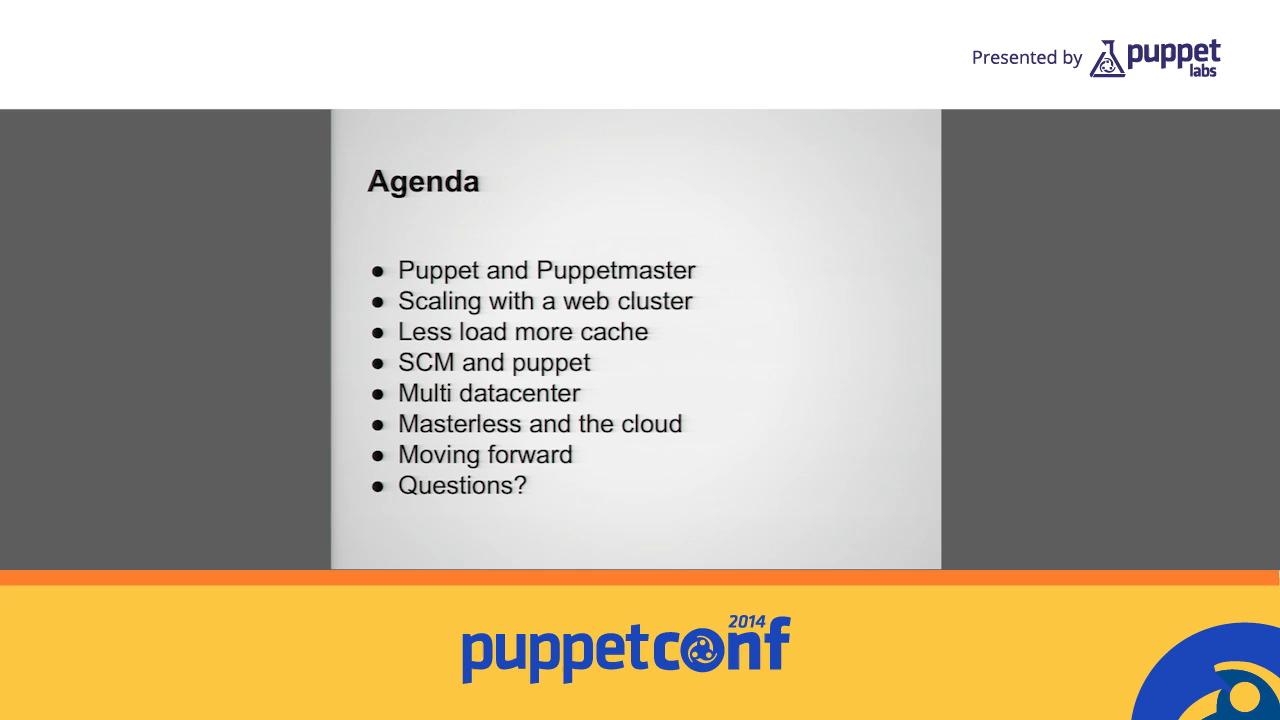 Presented by puppet labs
Agenda
● Puppet and Puppetmaster
● Scaling with a web cluster
● Less load more cache
● SCM and puppet
● Multi datacenter
● Masterless and the cloud
● Moving forward
● Questions?
puppetconf 2014